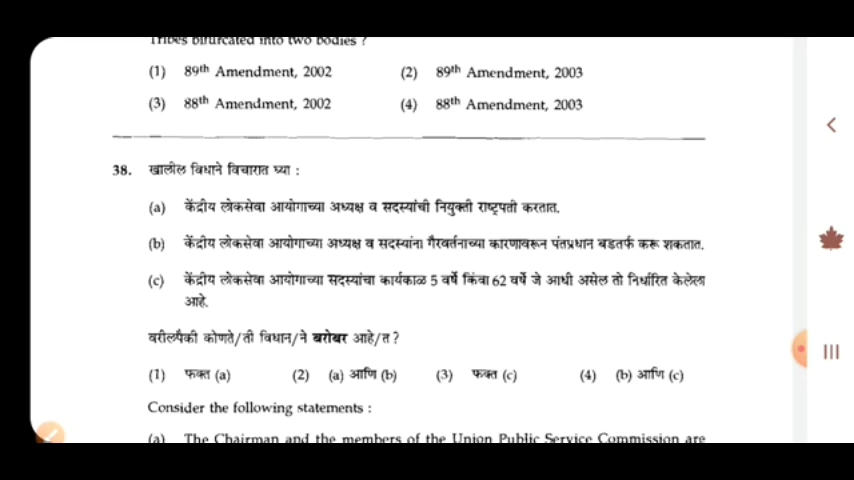 Tribes bifurcated into two bodies ?
(1) 89th Amendment, 2002 (2) 89th Amendment, 2003
(3) 88th Amendment, 2002 (4) 88th Amendment, 2003
38. खालील विधाने विचारात घ्या :
(a) केंद्रीय लोकसेवा आयोगाच्या अध्यक्ष व सदस्यांची नियुक्ती राष्ट्रपती करतात.
(b) केंद्रीय लोकसेवा आयोगाच्या अध्यक्ष व सदस्यांना गैरवर्तनाच्या कारणावरून पंतप्रधान बडतर्फ करू शकतात.
(c) केंद्रीय लोकसेवा आयोगाच्या सदस्यांचा कार्यकाळ 5 वर्षे किंवा 62 वर्षे जे आधी असेल तो निर्धारित केलेला
आहे.
वरीलपैकी कोणते/ती विधान/ने बरोबर आहे/त ?
(1) फक्त (a) (2) (a) आणि (b) (3) फक्त (c) (4) (b) आणि (c)
Consider the following statements :
(a) The Chairman and the members of the Union Public Service Commission are